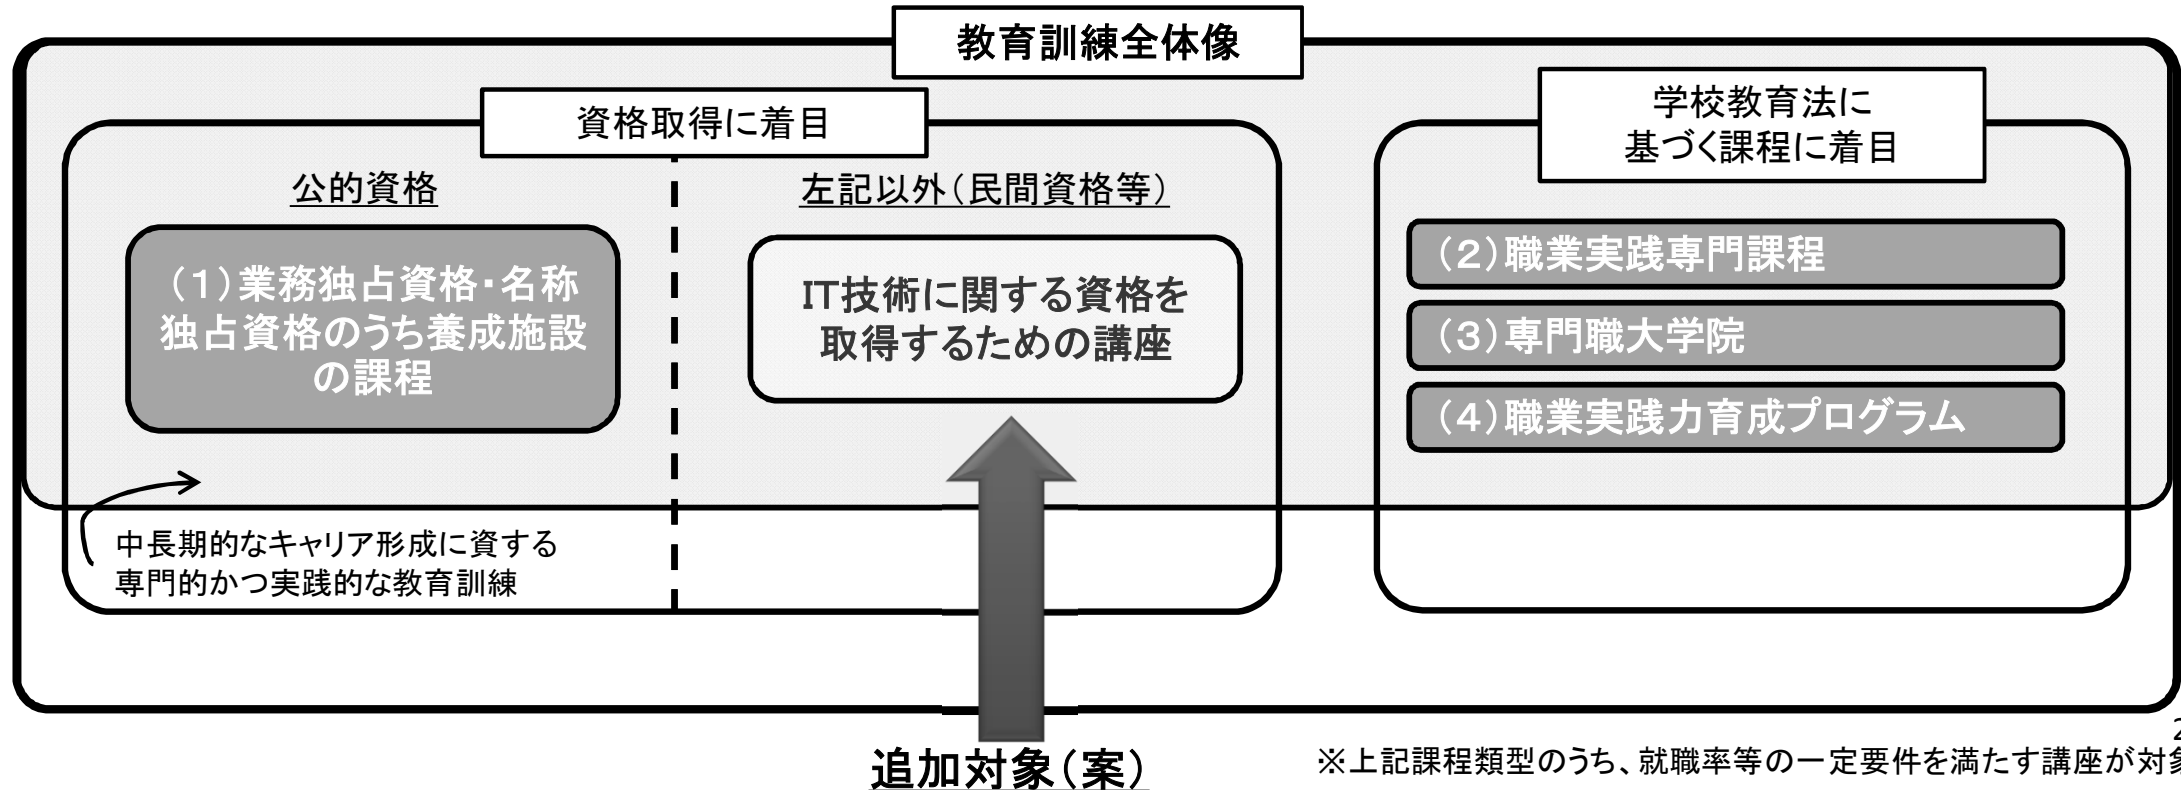 教育訓練全体像
資格取得に着目
公的資格
(1)業務独占資格・名称
独占資格のうち養成施設
の課程
左記以外(民間資格等)
IT技術に関する資格を
取得するための講座
中長期的なキャリア形成に資する
専門的かつ実践的な教育訓練
学校教育法に
基づく課程に着目
(2)職業実践専門課程
(3)専門職大学院
(4)職業実践力育成プログラム
追加対象(案)
2
※上記課程類型のうち、就職率等の一定要件を満たす講座が対象